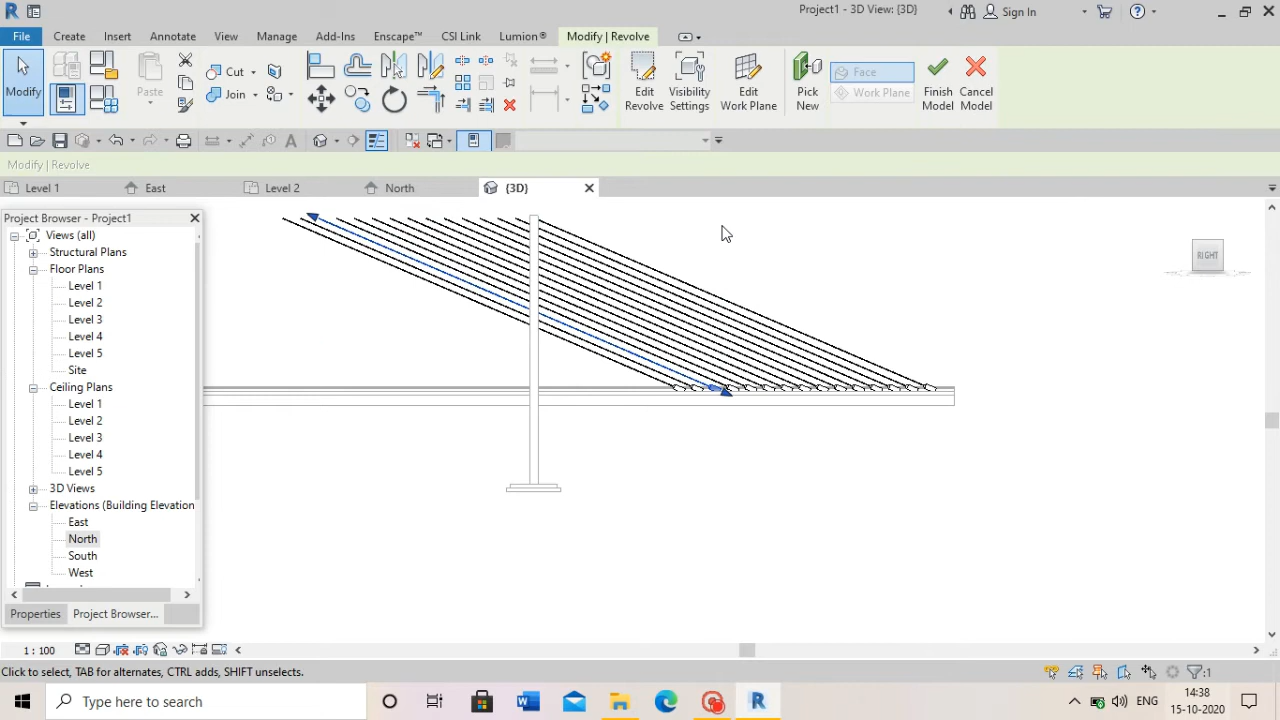 Project1 - 3D View: {3D}
Sign In
File Create Insert Annotate View Manage Add-Ins Enscape™ CSI Link Lumion® Modify | Revolve
Modify
Paste
Cut
Join
Edit Revolve
Visibility Settings
Edit Work Plane
Pick New
Face
Work Plane
Finish Model
Cancel Model
Modify | Revolve
Level 1 East Level 2 North {3D}
Project Browser - Project1
Views (all)
Structural Plans
Floor Plans
Level 1
Level 2
Level 3
Level 4
Level 5
Site
Ceiling Plans
Level 1
Level 2
Level 3
Level 4
Level 5
3D Views
Elevations (Building Elevation
East
North
South
West
Properties Project Browser...
RIGHT
1 : 100
Click to select, TAB for alternates, CTRL adds, SHIFT unselects.
:1
Type here to search
ENG
14:38
15-10-2020